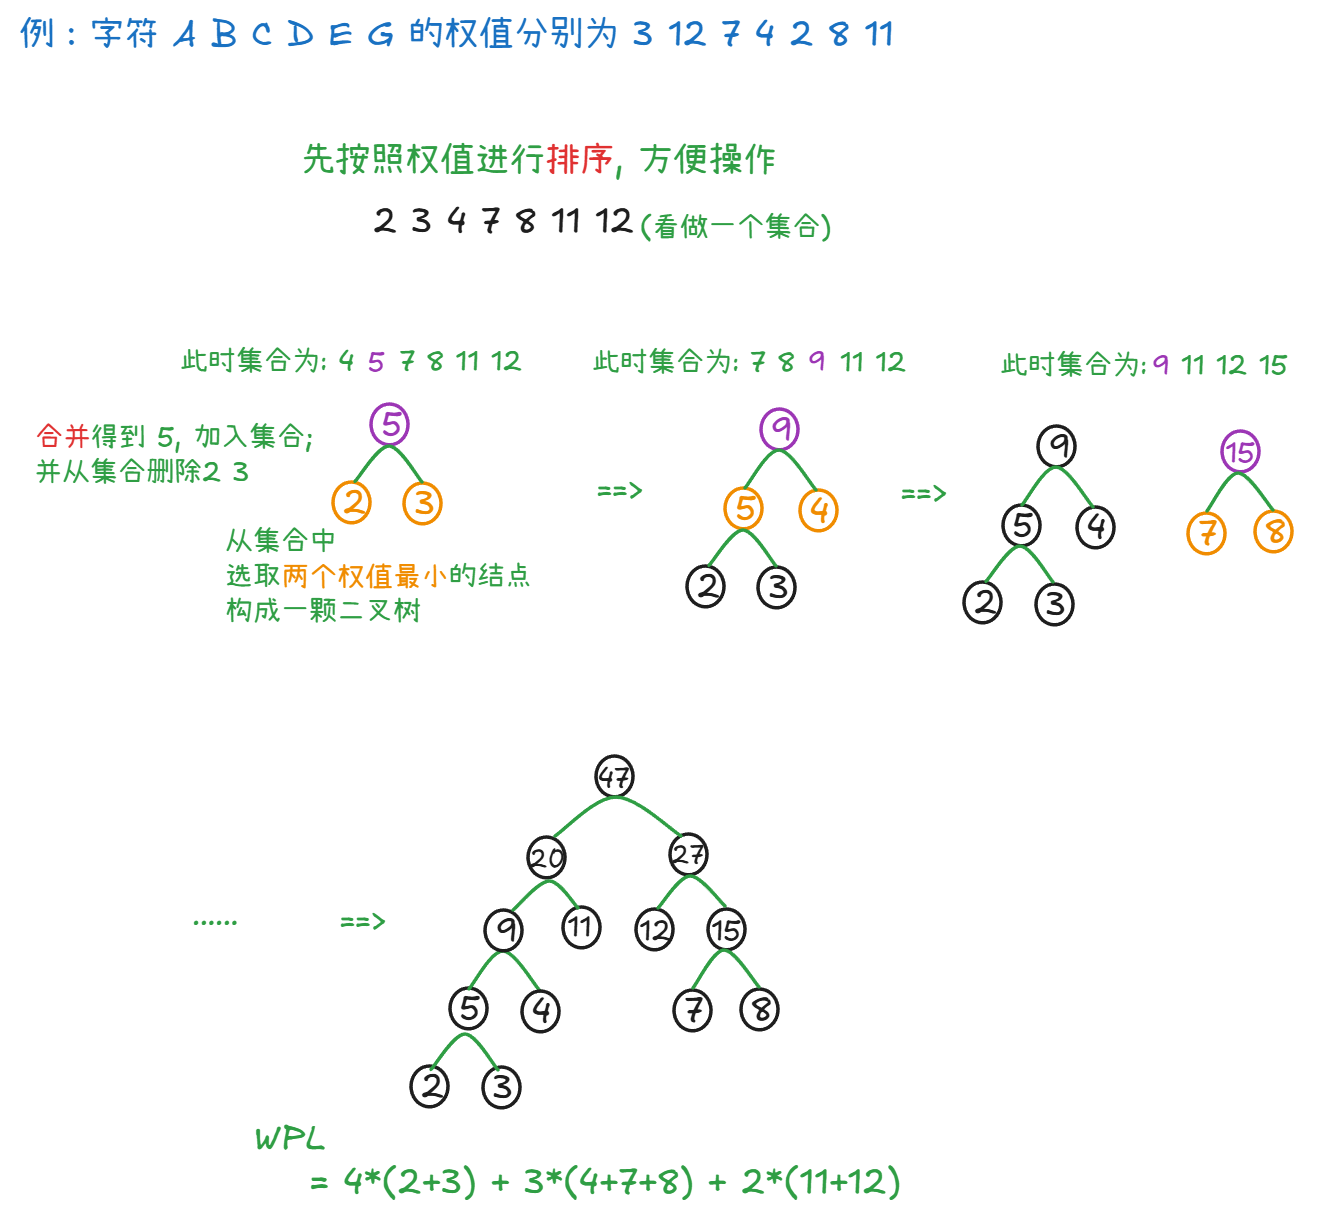 例：字符 A B C D E G 的权值分别为 3 12 7 4 2 8 11
先按照权值进行排序, 方便操作
2 3 4 7 8 11 12 (看做一个集合)
此时集合为: 4 5 7 8 11 12
合并得到 5, 加入集合;
并从集合删除2 3
5
2 3
从集合中
选取两个权值最小的结点
构成一颗二叉树
==>
此时集合为: 7 8 9 11 12
9
5 4
2 3
==>
此时集合为: 9 11 12 15
9 15
5 4 7 8
2 3
...... ==>
47
20 27
9 11 12 15
5 4 7 8
2 3
WPL
= 4*(2+3) + 3*(4+7+8) + 2*(11+12)